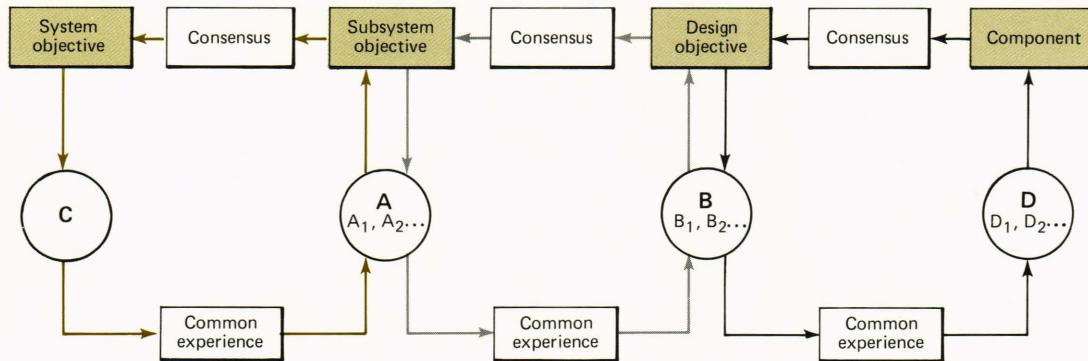 System
objective
Consensus
Subsystem
objective
Consensus
Design
objective
Consensus
Component
C
A
A₁, A₂...
B
B₁, B₂...
D
D₁, D₂...
Common
experience
Common
experience
Common
experience